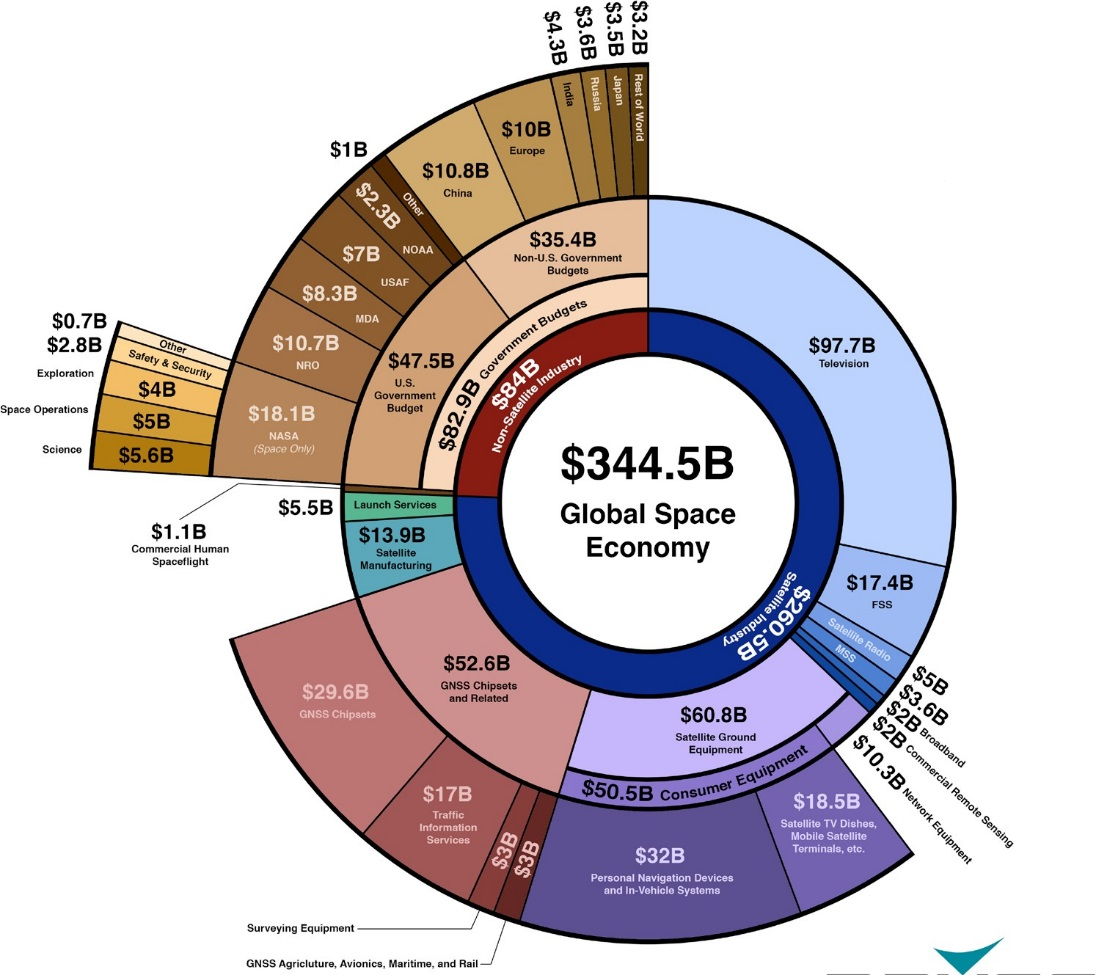 $344.5B
Global Space
Economy
$84B
Non-Satellite Industry
$260.5B
Satellite Industry
$82.9B Government Budgets
$35.4B
Non-U.S. Government
Budgets
$4.3B
India
$3.6B
Russia
$3.5B
Japan
$3.2B
Rest of World
$10B
Europe
$10.8B
China
$47.5B
U.S.
Government
Budget
$1B
Other
$2.3B
NOAA
$7B
USAF
$8.3B
MDA
$10.7B
NRO
$18.1B
NASA
(Space Only)
$0.7B
Other
$2.8B
Safety & Security
Exploration
$4B
Space Operations
$5B
Science
$5.6B
$1.1B
Commercial Human
Spaceflight
$97.7B
Television
$17.4B
FSS
Satellite Radio
$5B
MSS
$3.6B
$2B Broadband
$2B Commercial Remote Sensing
$10.3B Network Equipment
$60.8B
Satellite Ground
Equipment
$50.5B Consumer Equipment
$18.5B
Satellite TV Dishes,
Mobile Satellite
Terminals, etc.
$32B
Personal Navigation Devices
and In-Vehicle Systems
$52.6B
GNSS Chipsets
and Related
$29.6B
GNSS Chipsets
$17B
Traffic
Information
Services
$3B
Surveying Equipment
$3B
GNSS Agricluture, Avionics, Maritime, and Rail
$13.9B
Satellite
Manufacturing
$5.5B
Launch Services